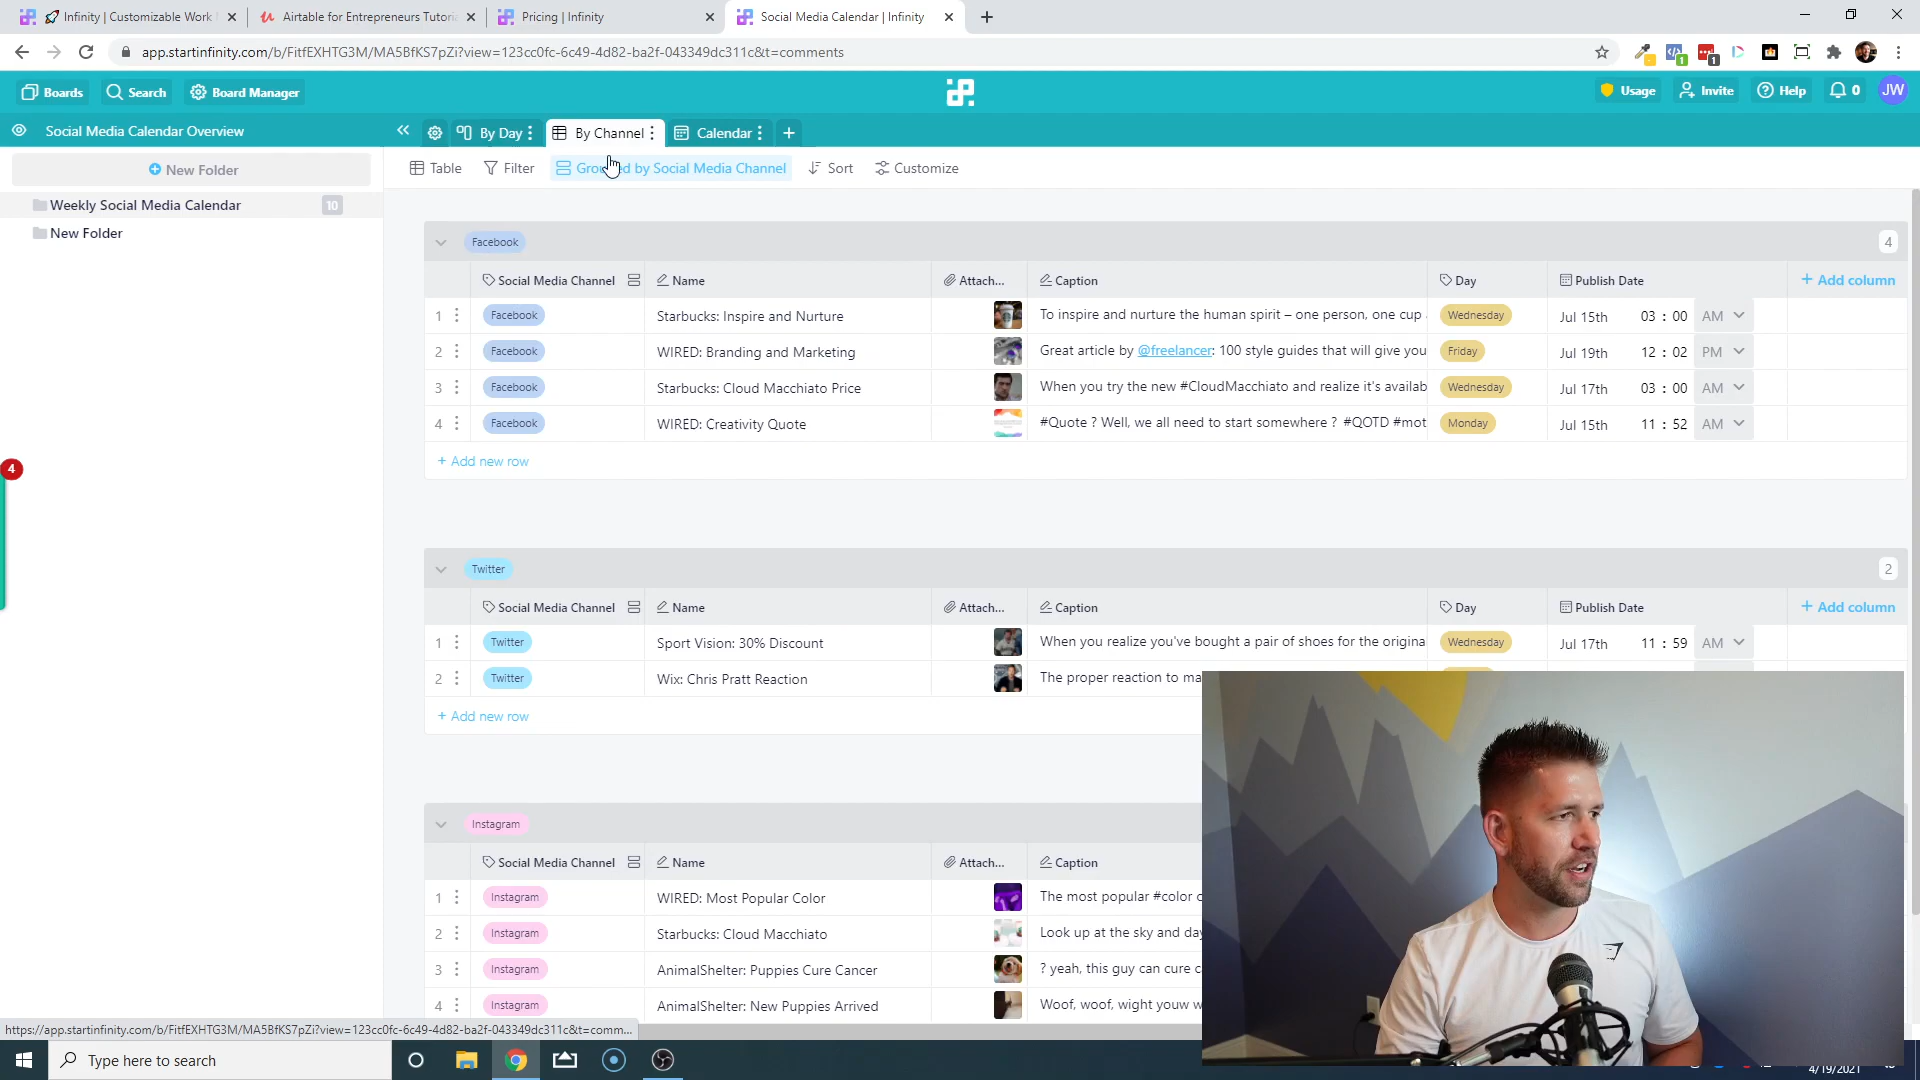 Infinity | Customizable Work
Airtable for Entrepreneurs Tutori
Pricing | Infinity
Social Media Calendar | Infinity
app.startinfinity.com/b/FitfEXHTG3M/MA5BfKS7pZi?view=123cc0fc-6c49-4d82-ba2f-043349dc311c&t=comments
1
1
Boards
Search
Board Manager
Usage
Invite
Help
0
JW
Social Media Calendar Overview
By Day
By Channel
Calendar
New Folder
Table
Filter
Grouped by Social Media Channel
Sort
Customize
Weekly Social Media Calendar
10
New Folder
4
Facebook
4
Social Media Channel
Name
Attach...
Caption
Day
Publish Date
+ Add column
1 Facebook Starbucks: Inspire and Nurture To inspire and nurture the human spirit – one person, one cup Wednesday Jul 15th 03 : 00 AM
2 Facebook WIRED: Branding and Marketing Great article by @freelancer: 100 style guides that will give you Friday Jul 19th 12 : 02 PM
3 Facebook Starbucks: Cloud Macchiato Price When you try the new #CloudMacchiato and realize it's availab Wednesday Jul 17th 03 : 00 AM
4 Facebook WIRED: Creativity Quote #Quote ? Well, we all need to start somewhere ? #QOTD #mot Monday Jul 15th 11 : 52 AM
+ Add new row
Twitter
2
Social Media Channel
Name
Attach...
Caption
Day
Publish Date
+ Add column
1 Twitter Sport Vision: 30% Discount When you realize you've bought a pair of shoes for the origina Wednesday Jul 17th 11 : 59 AM
2 Twitter Wix: Chris Pratt Reaction The proper reaction to ma
+ Add new row
Instagram
Social Media Channel
Name
Attach...
Caption
1 Instagram WIRED: Most Popular Color The most popular #color
2 Instagram Starbucks: Cloud Macchiato Look up at the sky and day
3 Instagram AnimalShelter: Puppies Cure Cancer ? yeah, this guy can cure c
4 Instagram AnimalShelter: New Puppies Arrived Woof, woof, wight youw w
https://app.startinfinity.com/b/FitfEXHTG3M/MA5BfKS7pZi?view=123cc0fc-6c49-4d82-ba2f-043349dc311c&t=comm...
Type here to search
4/19/2021